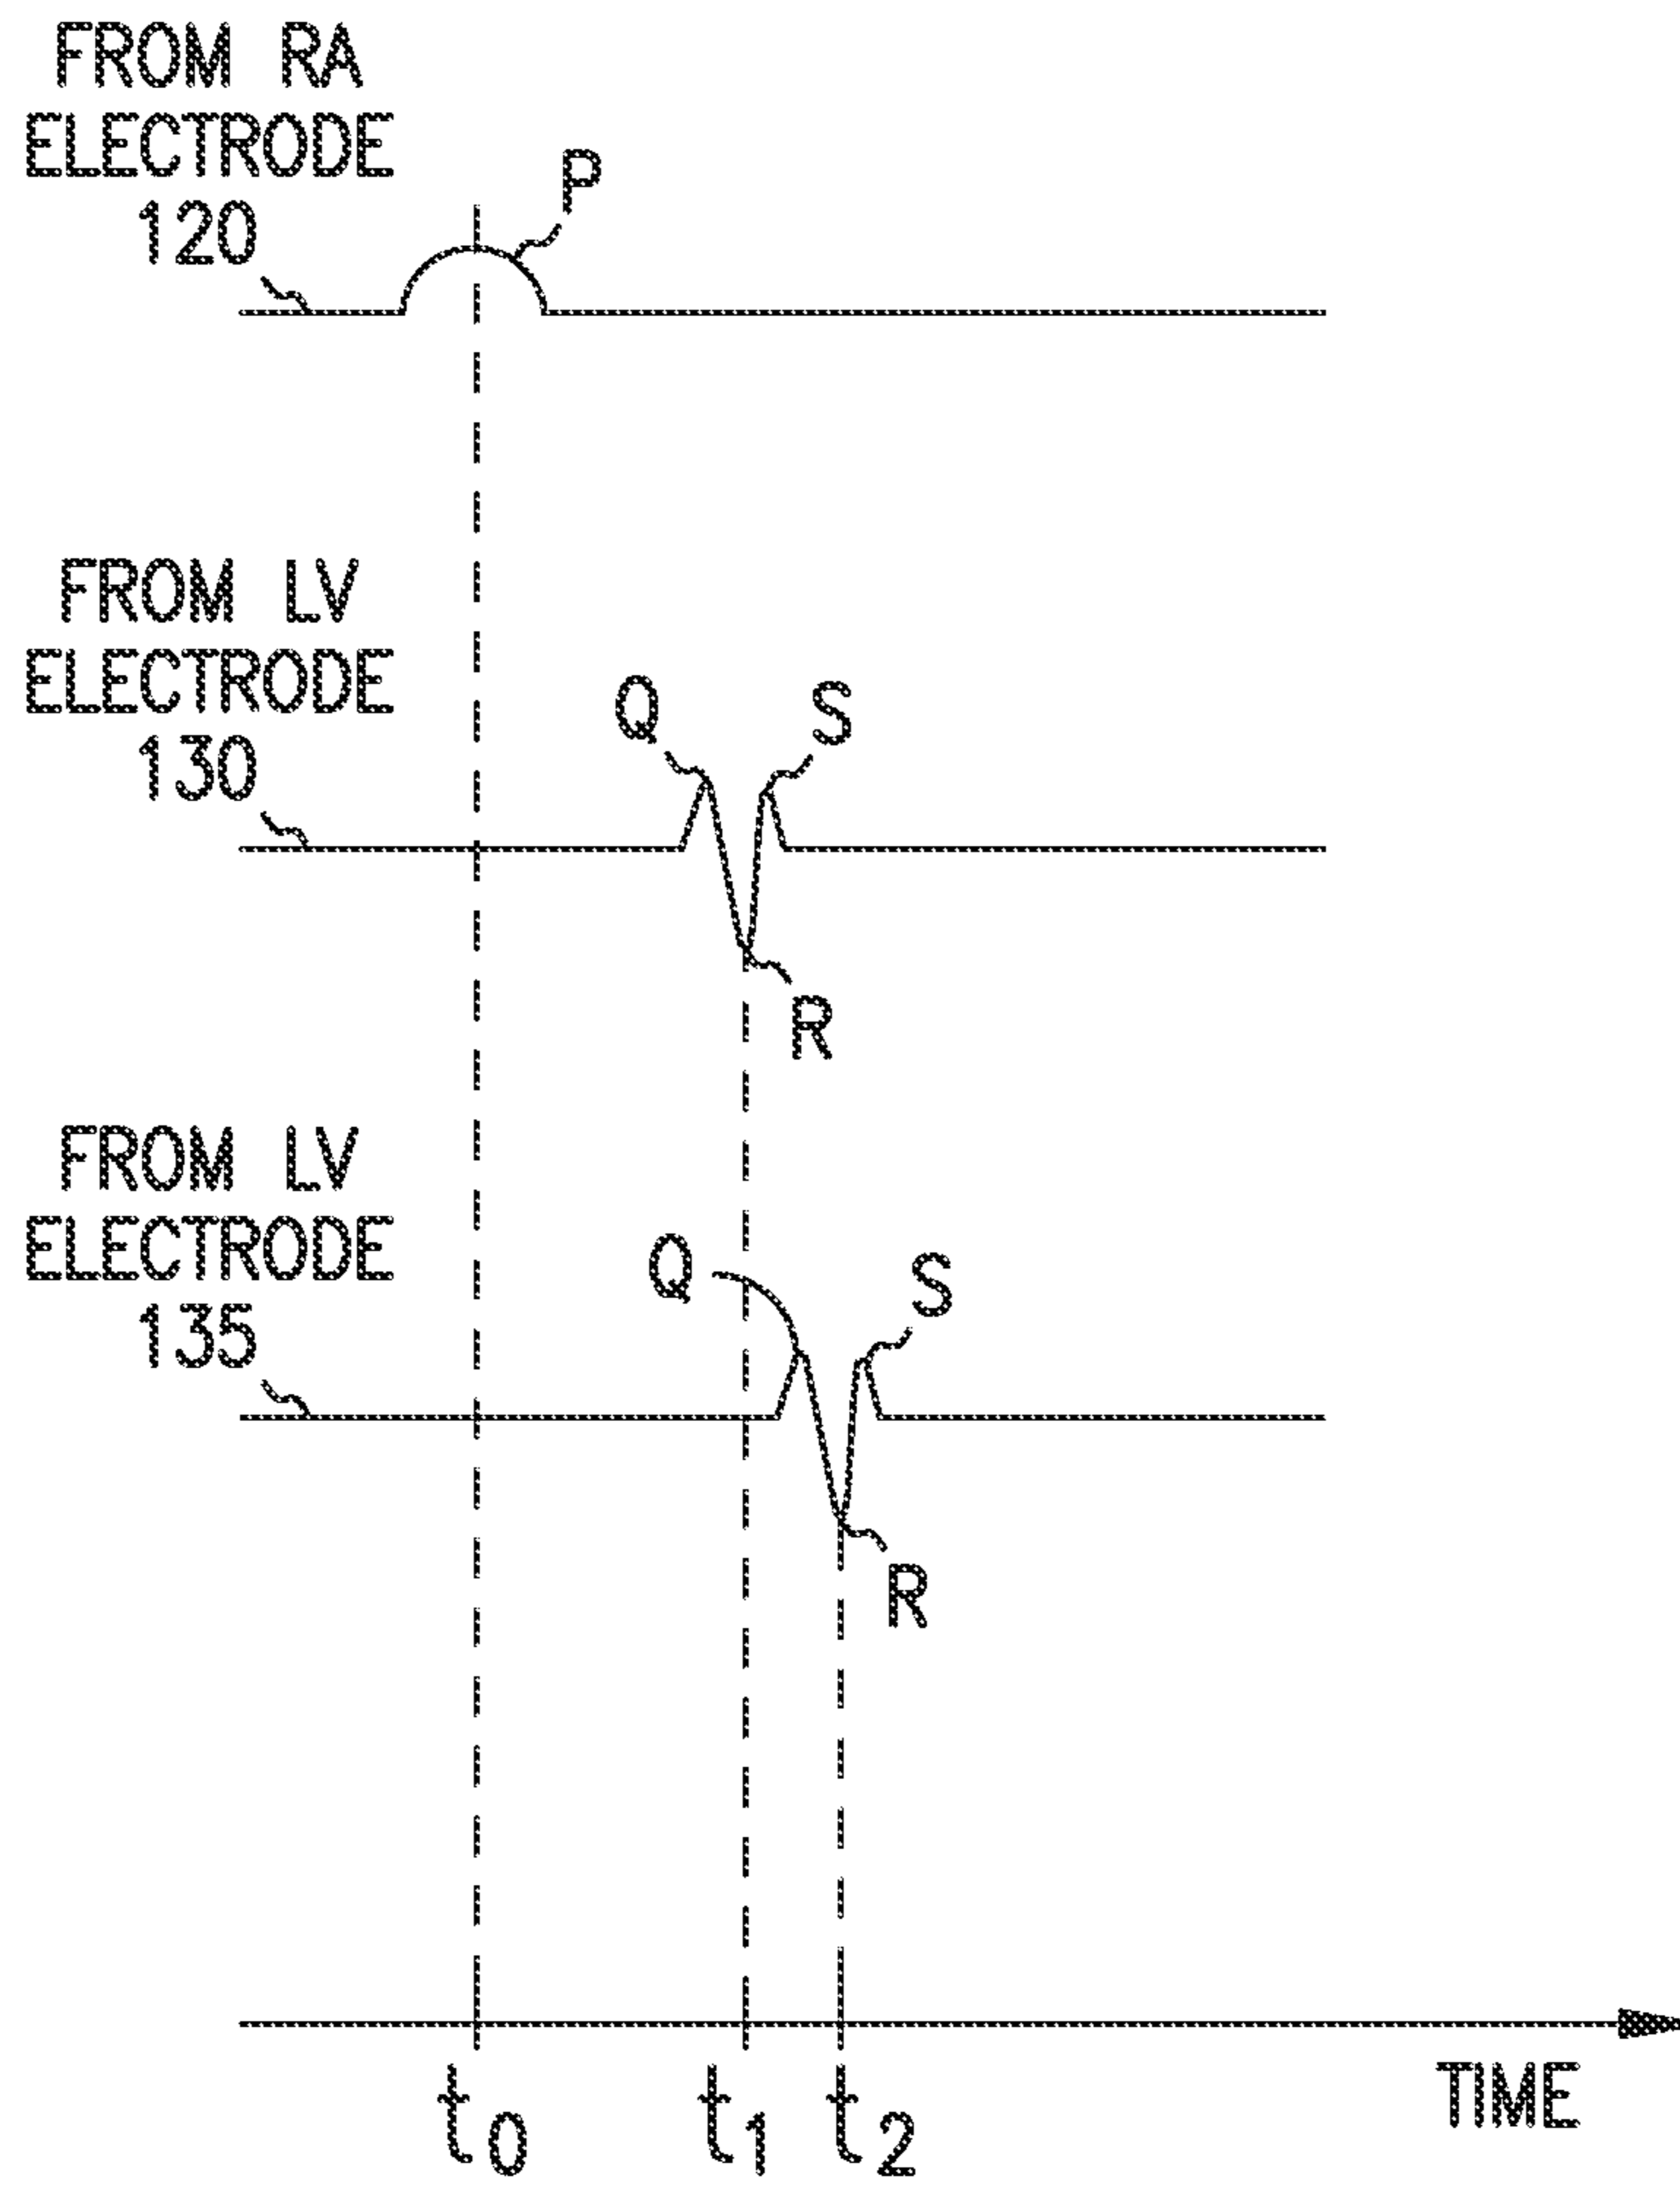 FROM RA
ELECTRODE
120
P
FROM LV
ELECTRODE
130
Q
S
R
FROM LV
ELECTRODE
135
Q
S
R
t0 t1 t2
TIME